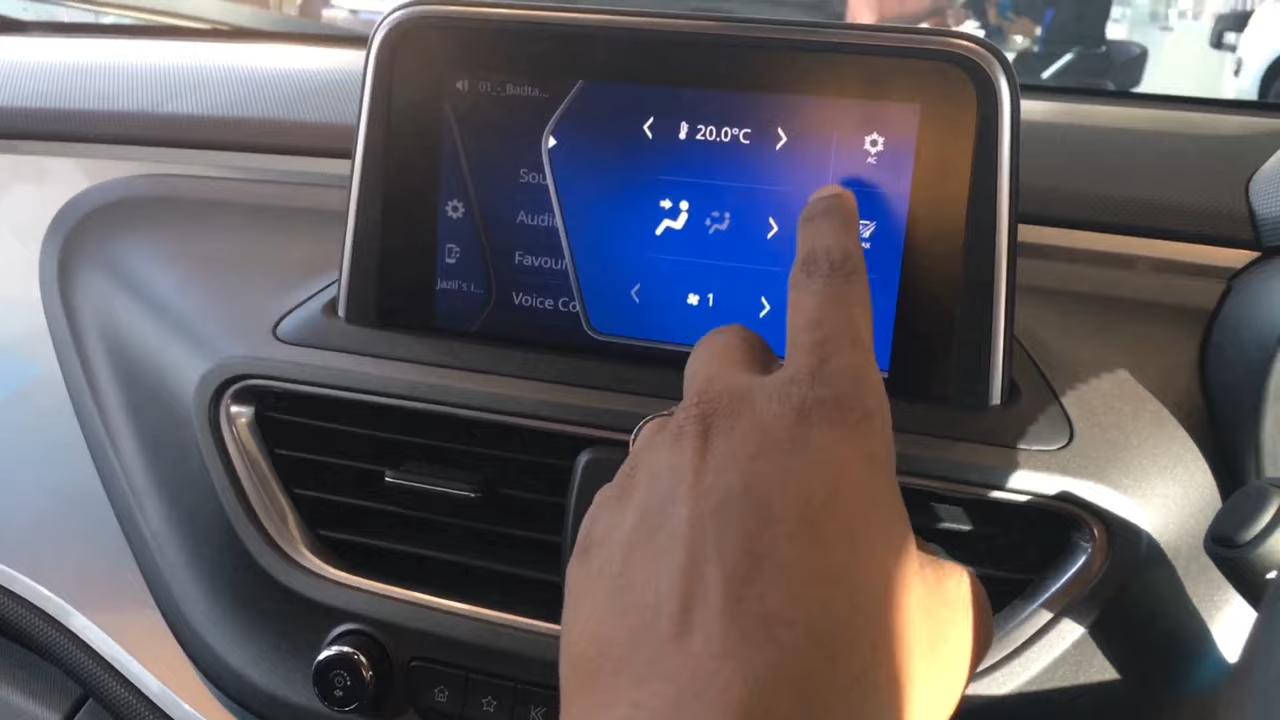 01_-_Badta...
20.0°C
AC
Sou
Audi
Favour
1
Jazil's i...
Voice Co